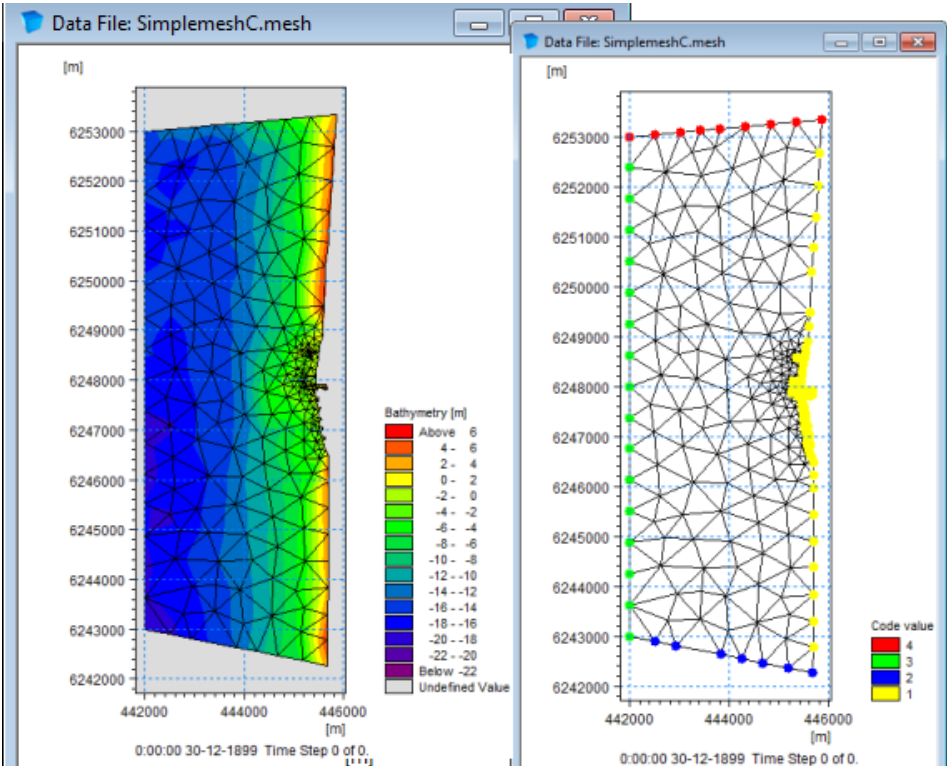 Data File: SimplemeshC.mesh
[m]
6253000
6252000
6251000
6250000
6249000
6248000
6247000
6246000
6245000
6244000
6243000
6242000
442000 444000 446000
[m]
0:00:00 30-12-1899 Time Step 0 of 0.
Bathymetry [m]
Above 6
4 - 6
2 - 4
0 - 2
-2 - 0
-4 - -2
-6 - -4
-8 - -6
-10 - -8
-12 - -10
-14 - -12
-16 - -14
-18 - -16
-20 - -18
-22 - -20
Below -22
Undefined Value
Data File: SimplemeshC.mesh
[m]
6253000
6252000
6251000
6250000
6249000
6248000
6247000
6246000
6245000
6244000
6243000
6242000
442000 444000 446000
[m]
0:00:00 30-12-1899 Time Step 0 of 0.
Code value
4
3
2
1